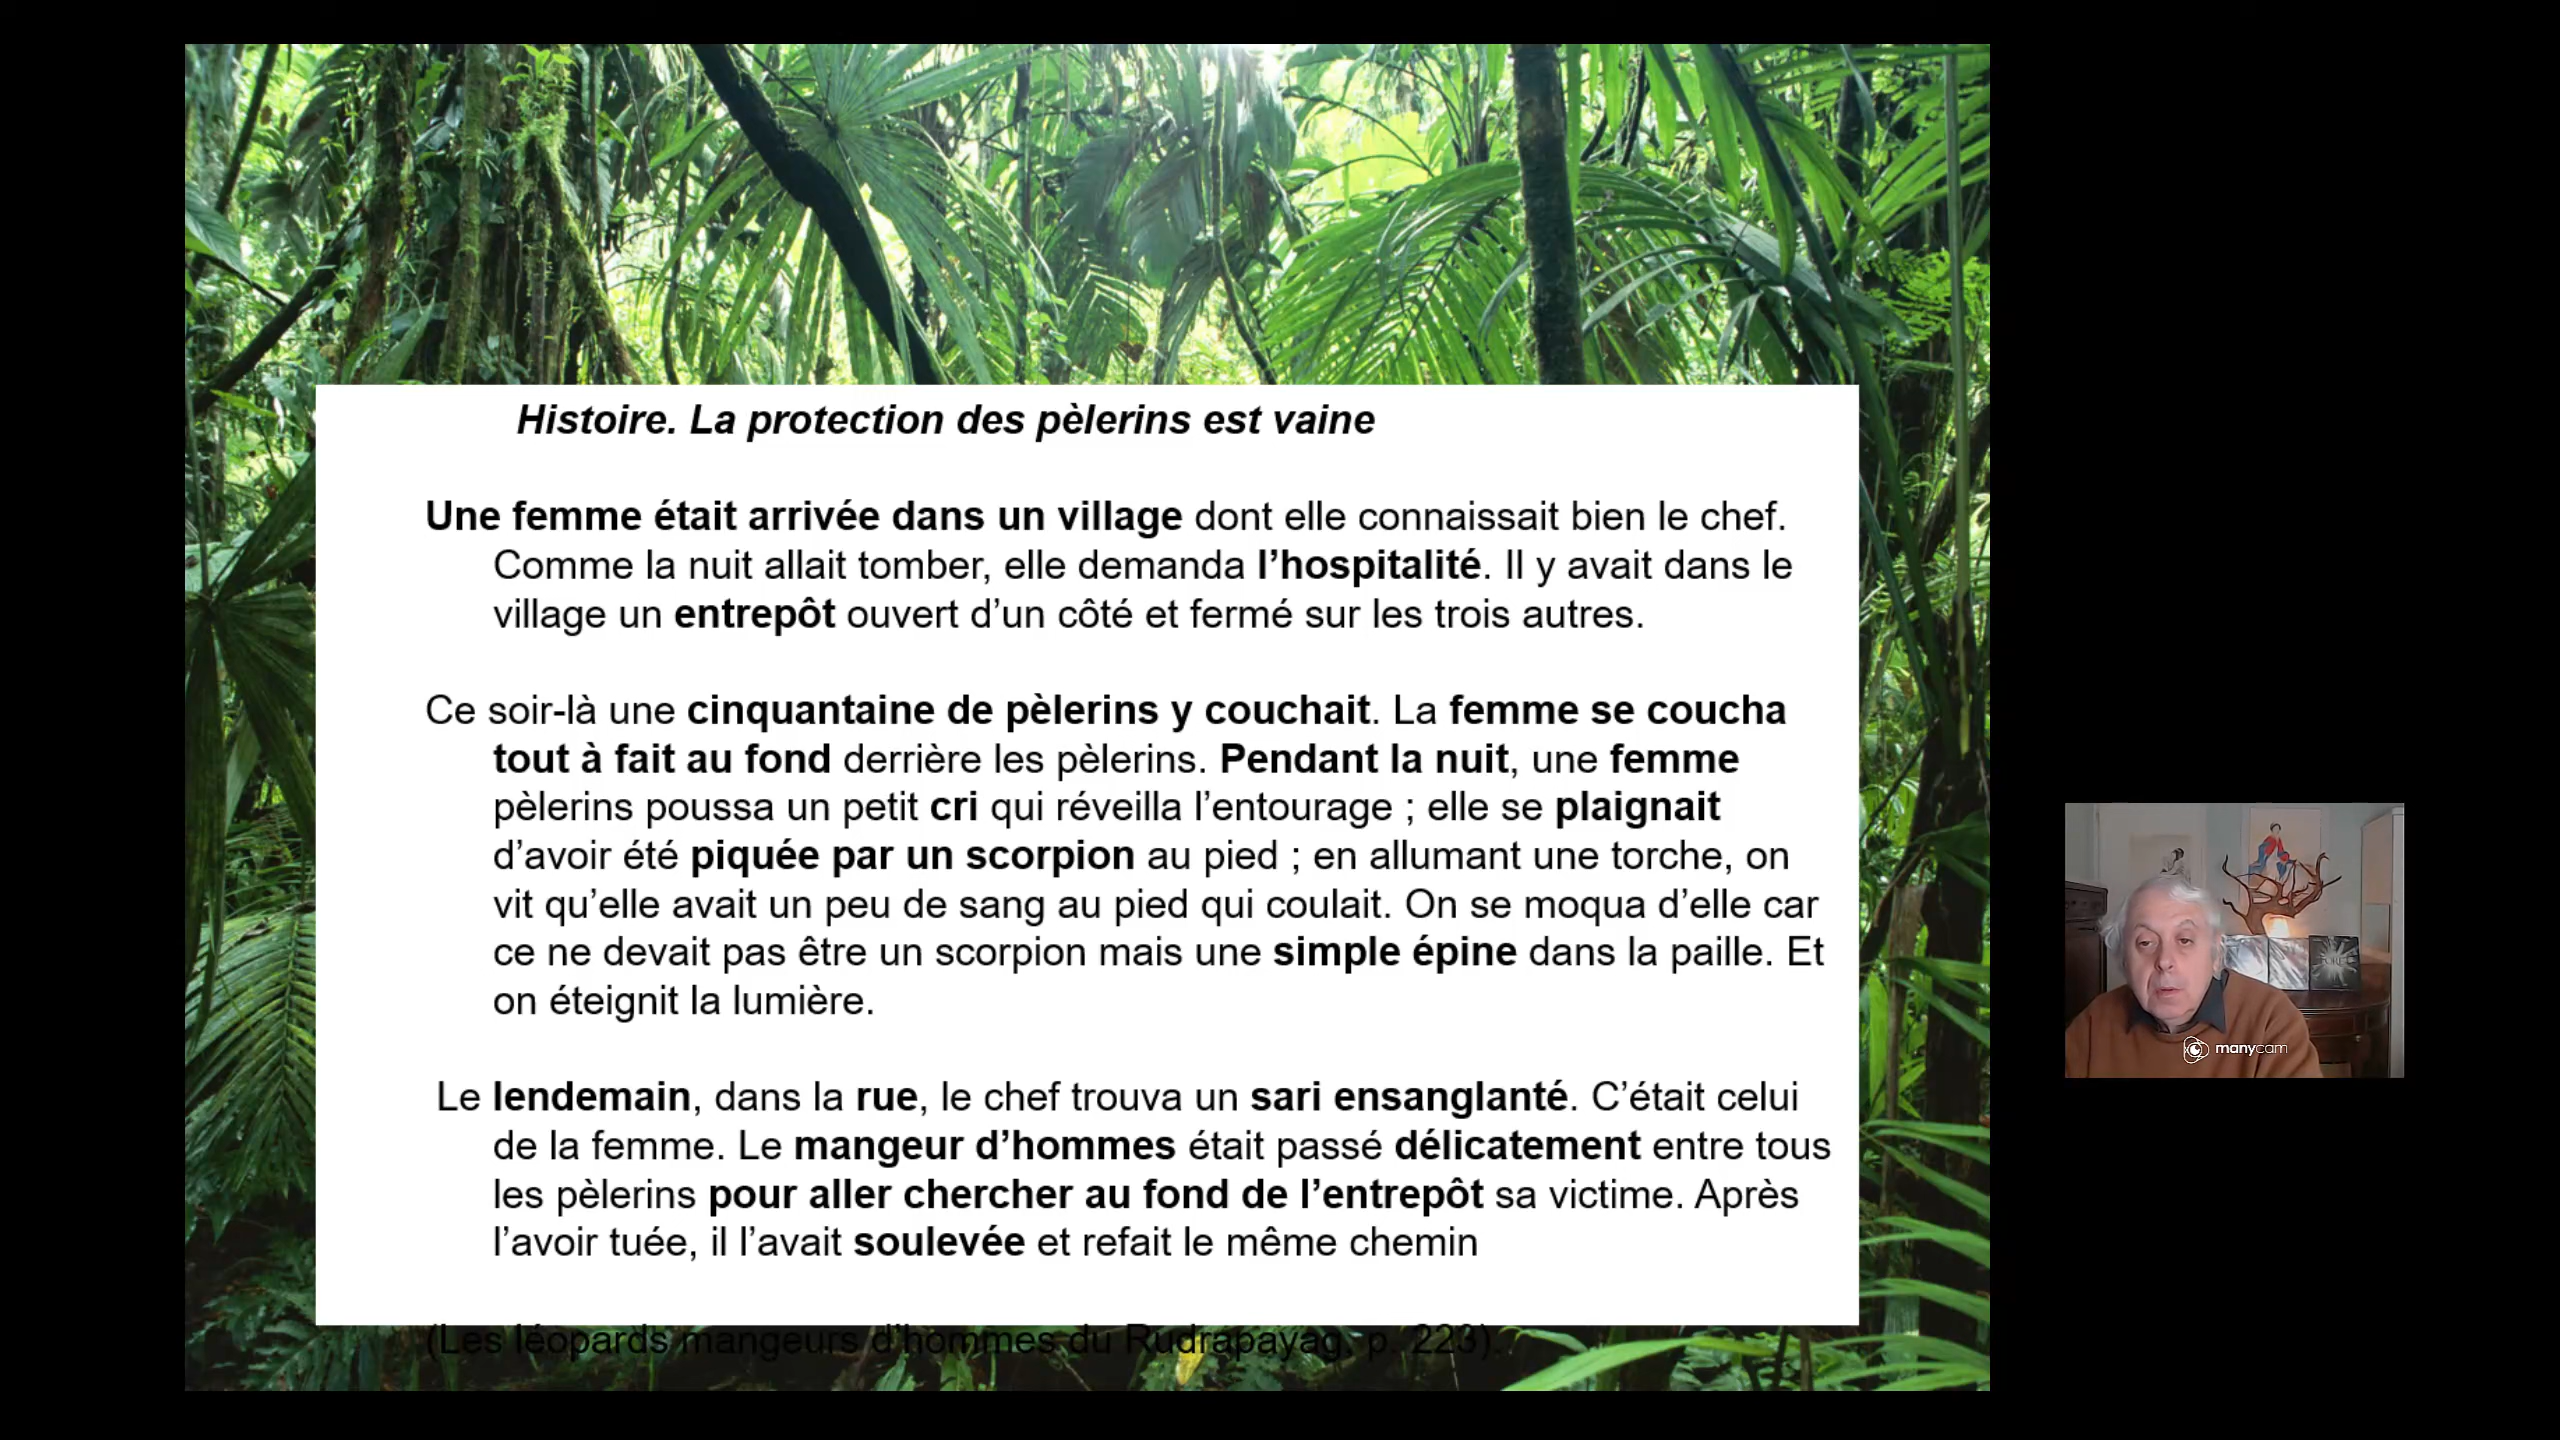 Histoire. La protection des pèlerins est vaine
Une femme était arrivée dans un village dont elle connaissait bien le chef.
Comme la nuit allait tomber, elle demanda l’hospitalité. Il y avait dans le
village un entrepôt ouvert d’un côté et fermé sur les trois autres.
Ce soir-là une cinquantaine de pèlerins y couchait. La femme se coucha
tout à fait au fond derrière les pèlerins. Pendant la nuit, une femme
pèlerins poussa un petit cri qui réveilla l’entourage ; elle se plaignait
d’avoir été piquée par un scorpion au pied ; en allumant une torche, on
vit qu’elle avait un peu de sang au pied qui coulait. On se moqua d’elle car
ce ne devait pas être un scorpion mais une simple épine dans la paille. Et
on éteignit la lumière.
Le lendemain, dans la rue, le chef trouva un sari ensanglanté. C’était celui
de la femme. Le mangeur d’hommes était passé délicatement entre tous
les pèlerins pour aller chercher au fond de l’entrepôt sa victime. Après
l’avoir tuée, il l’avait soulevée et refait le même chemin
(Les léopards mangeurs d’hommes du Rudrapayag, p. 223).
manycam